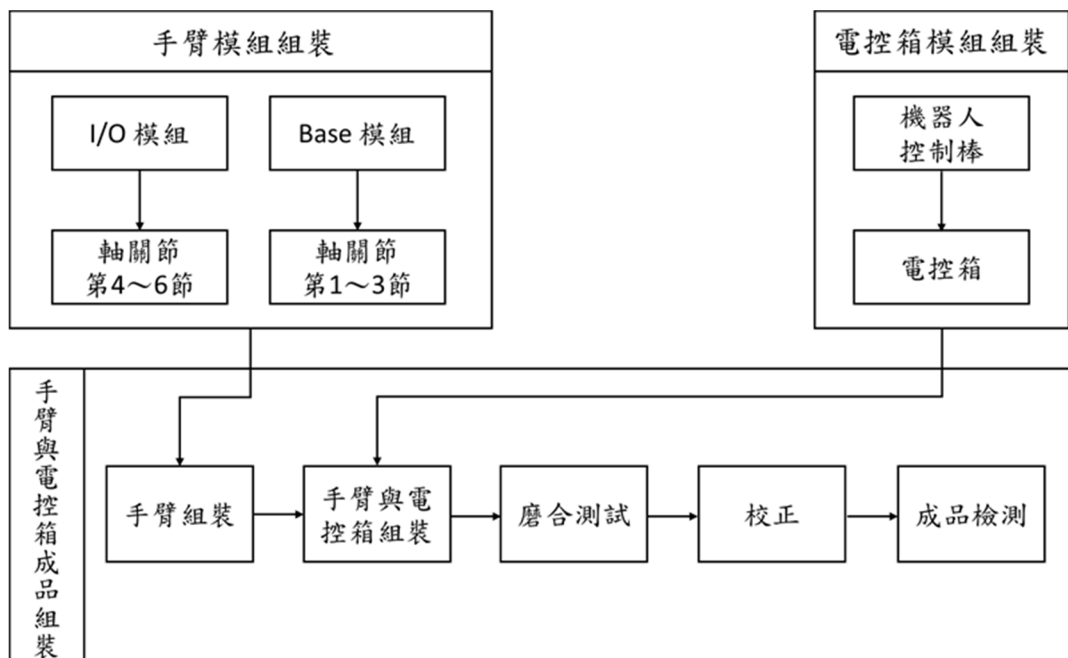 手臂模組組裝
電控箱模組組裝
I/O 模組
Base 模組
機器人
控制棒
軸關節
第4～6節
軸關節
第1～3節
電控箱
手臂與電控箱成品組裝
手臂組裝
手臂與電
控箱組裝
磨合測試
校正
成品檢測